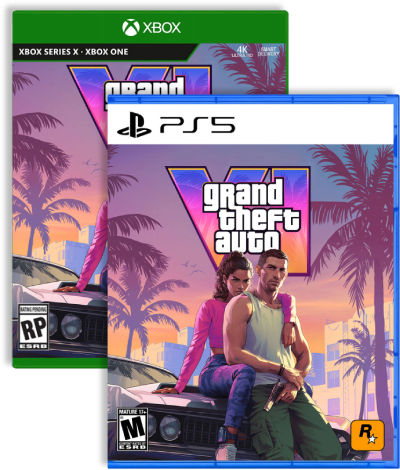 XBOX
XBOX SERIES X · XBOX ONE
4K
ULTRA HD
SMART
DELIVERY
grand
RATING PENDING
RP
ESRB
PS5
VI
grand
theft
auto
MATURE 17+
M
ESRB
R